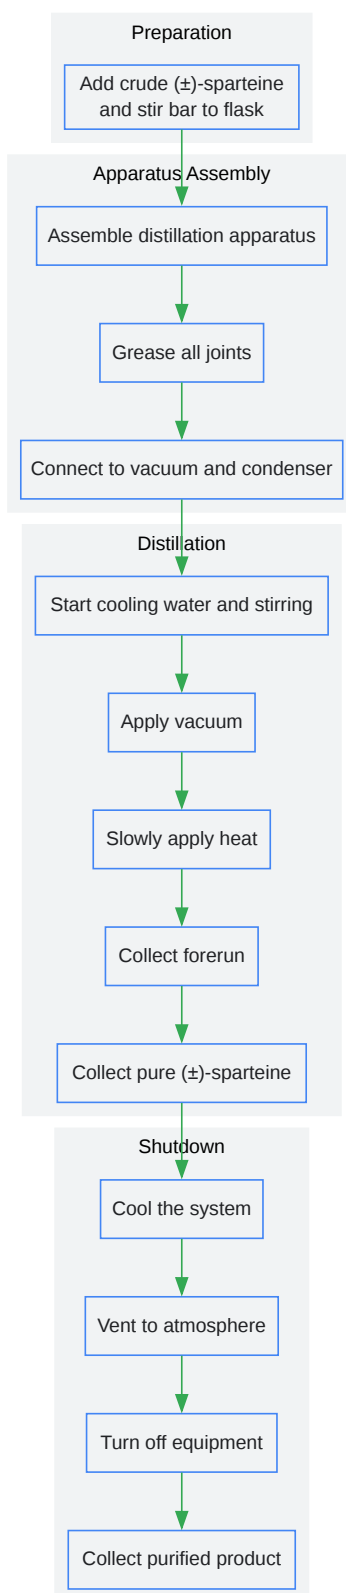 Preparation
Add crude (±)-sparteine
and stir bar to flask
Apparatus Assembly
Assemble distillation apparatus
Grease all joints
Connect to vacuum and condenser
Distillation
Start cooling water and stirring
Apply vacuum
Slowly apply heat
Collect forerun
Collect pure (±)-sparteine
Shutdown
Cool the system
Vent to atmosphere
Turn off equipment
Collect purified product